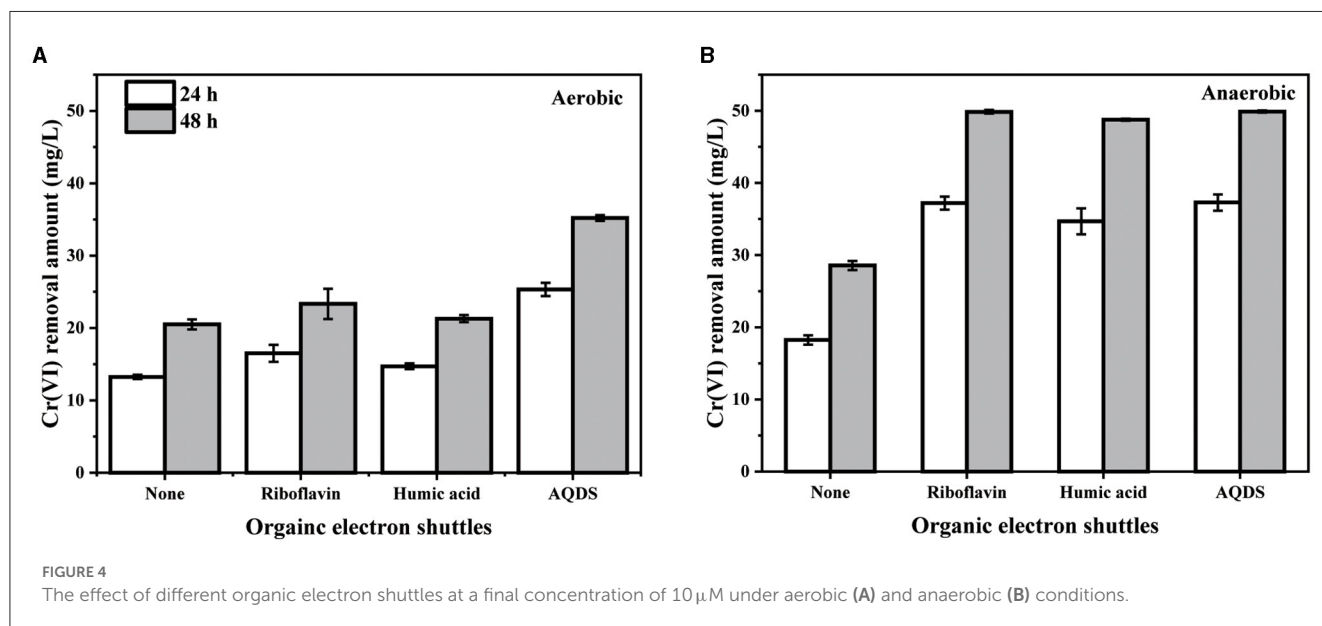 A
24 h
48 h
Aerobic
Cr(VI) removal amount (mg/L)
50
40
30
20
10
0
None Riboflavin Humic acid AQDS
Orgainc electron shuttles
B
Anaerobic
Cr(VI) removal amount (mg/L)
50
40
30
20
10
0
None Riboflavin Humic acid AQDS
Organic electron shuttles
FIGURE 4
The effect of different organic electron shuttles at a final concentration of 10 μM under aerobic (A) and anaerobic (B) conditions.